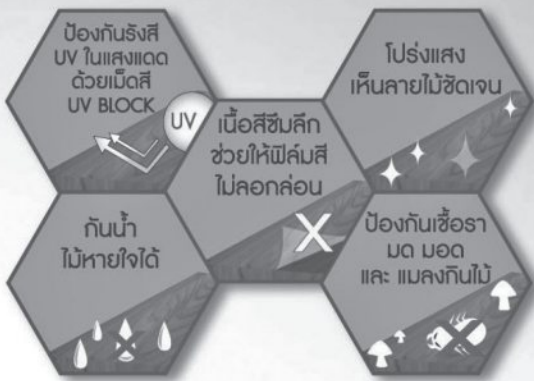 ป้องกันรังสี
UV ในแสงแดด
ด้วยเม็ดสี
UV BLOCK
UV
โปร่งแสง
เห็นลายไม้ชัดเจน
เนื้อสีซึมลึก
ช่วยให้ฟิล์มสี
ไม่ลอกล่อน
กันน้ำ
ไม้หายใจได้
ป้องกันเชื้อรา
มด มอด
และ แมลงกินไม้